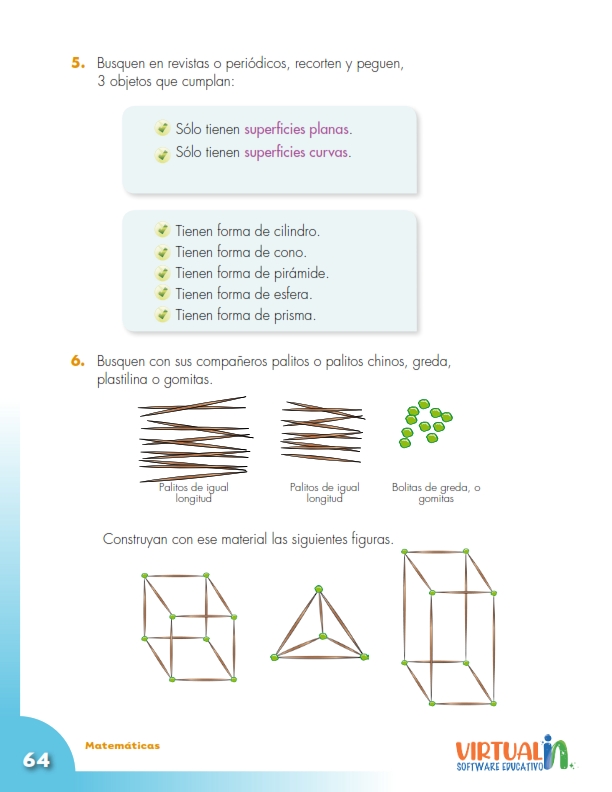 5. Busquen en revistas o periódicos, recorten y peguen,
3 objetos que cumplan:
Sólo tienen superficies planas.
Sólo tienen superficies curvas.
Tienen forma de cilindro.
Tienen forma de cono.
Tienen forma de pirámide.
Tienen forma de esfera.
Tienen forma de prisma.
6. Busquen con sus compañeros palitos o palitos chinos, greda,
plastilina o gomitas.
Palitos de igual
longitud
Palitos de igual
longitud
Bolitas de greda, o
gomitas
Construyan con ese material las siguientes figuras.
Matemáticas
64
VIRTUALin
SOFTWARE EDUCATIVO